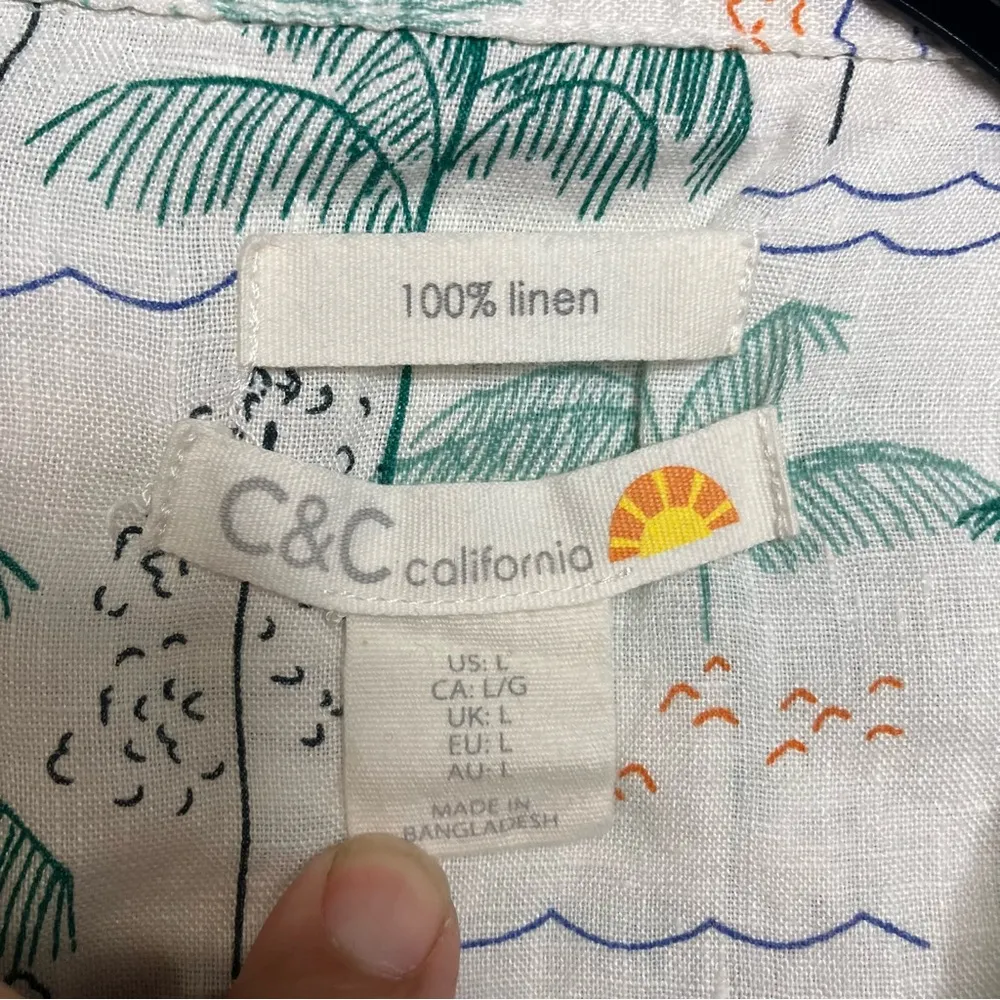 100% linen
C&C california
US: L
CA: L/G
UK: L
EU: L
AU: L
MADE IN
BANGLADESH